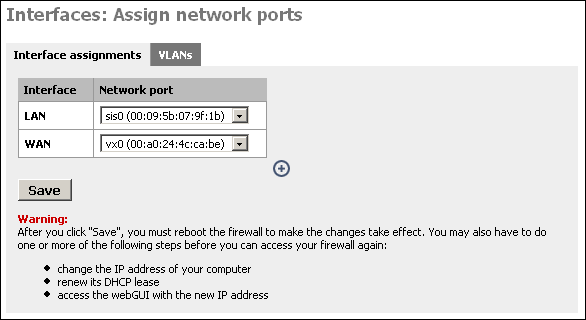 Interfaces: Assign network ports
Interface assignments VLANs
Interface Network port
LAN sis0 (00:09:5b:07:9f:1b)
WAN vx0 (00:a0:24:4c:ca:be)
Save
Warning:
After you click "Save", you must reboot the firewall to make the changes take effect. You may also have to do
one or more of the following steps before you can access your firewall again:
change the IP address of your computer
renew its DHCP lease
access the webGUI with the new IP address